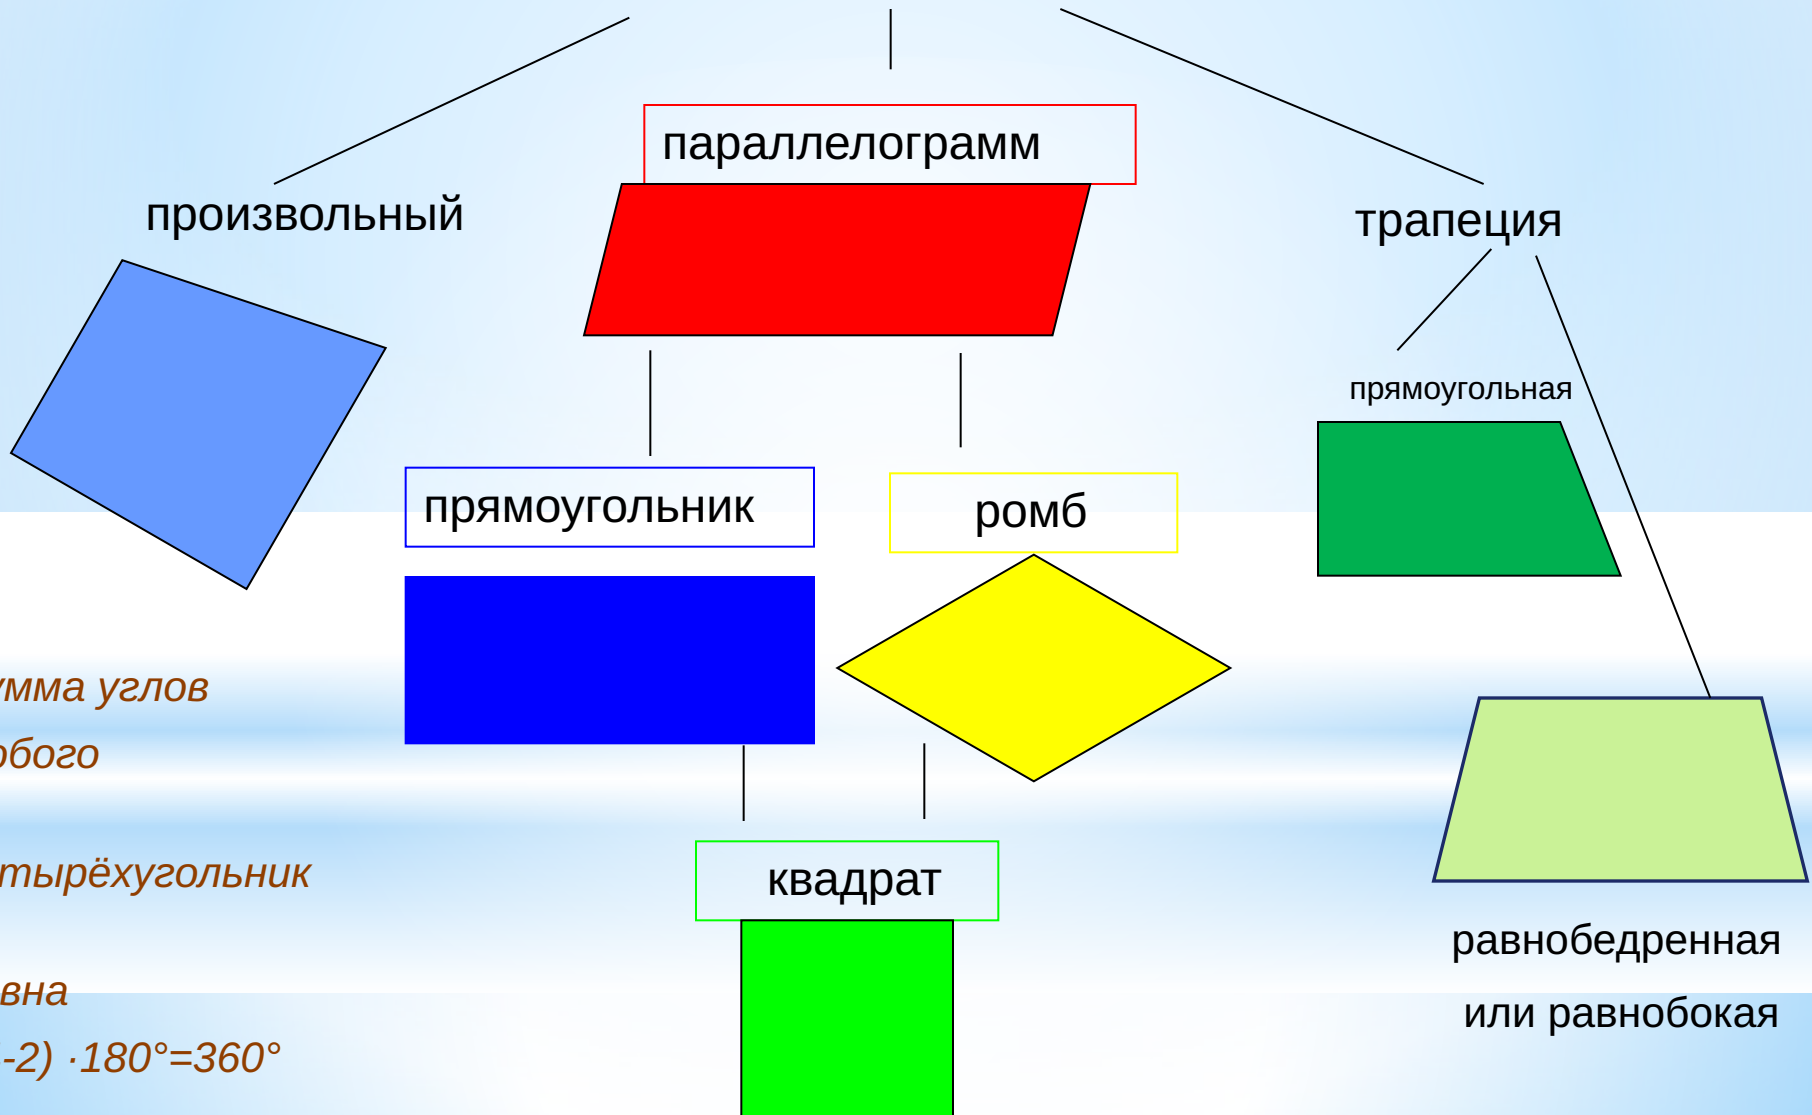 параллелограмм
произвольный
трапеция
прямоугольная
прямоугольник
ромб
умма углов
обого
тырёхугольник
квадрат
равнобедренная
вна
или равнобокая
-2) ·180°=360°